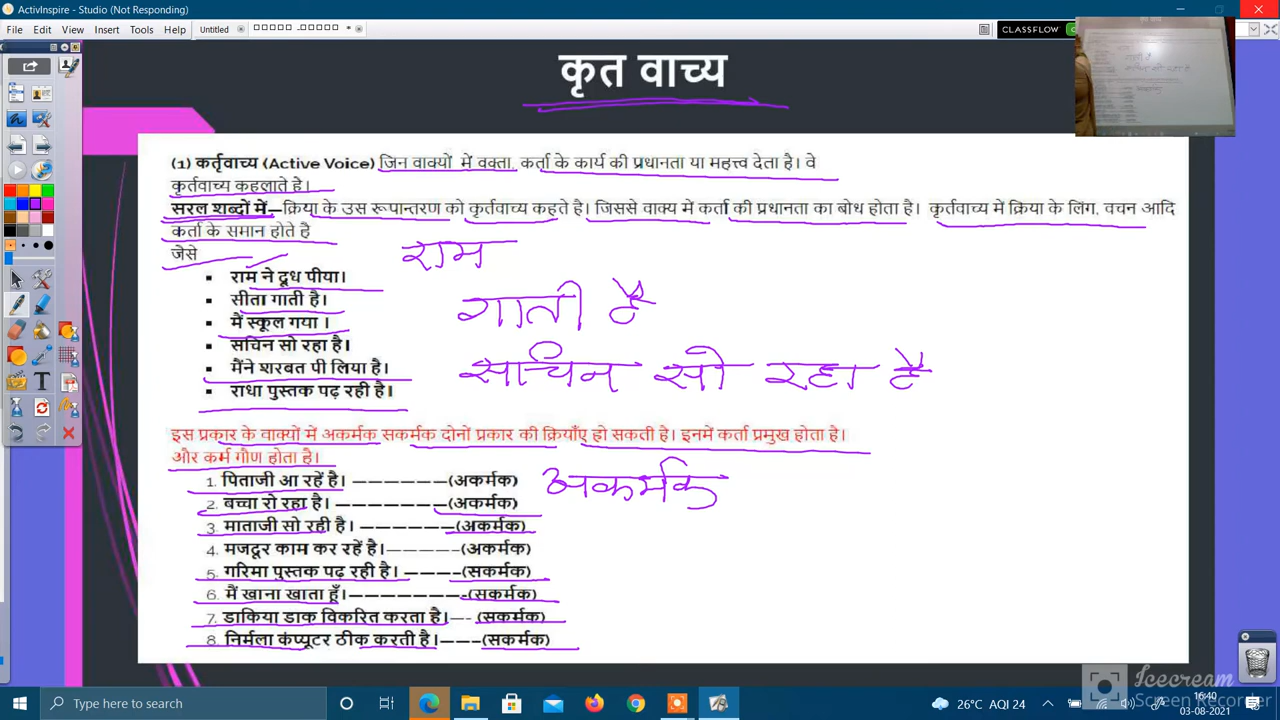 ActivInspire - Studio (Not Responding)
File Edit View Insert Tools Help
Untitled
CLASSFLOW
कृत वाच्य
(1) कर्तृवाच्य (Active Voice) जिन वाक्यों में वक्ता. कर्ता के कार्य की प्रधानता या महत्त्व देता है। वे
कृर्तवाच्य कहलाते है।
सरल शब्दों में—क्रिया के उस रूपान्तरण को कृर्तवाच्य कहते है। जिससे वाक्य में कर्ता की प्रधानता का बोध होता है। कृर्तवाच्य में क्रिया के लिंग. वचन आदि
कर्ता के समान होते है
जेसे
राम
▪ राम ने दूध पीया।
▪ सीता गाती है।
गाती है
▪ मैं स्कूल गया ।
▪ सचिन सो रहा है।
▪ मैंने शरबत पी लिया है।
सचिन सो रहा है
▪ राधा पुस्तक पढ़ रही है।
इस प्रकार के वाक्यों में अकर्मक सकर्मक दोनों प्रकार की क्रियाँए हो सकती है। इनमें कर्ता प्रमुख होता है।
और कर्म गौण होता है।
1. पिताजी आ रहें है। ––––––(अकर्मक)
अकर्मक
2. बच्चा रो रहा है। –––––––(अकर्मक)
3. माताजी सो रही है। ––––––(अकर्मक)
4. मजदूर काम कर रहें है।–––––(अकर्मक)
5. गरिमा पुस्तक पढ़ रही है। ––––(सकर्मक)
6. मैं खाना खाता हूँ।––––––––(सकर्मक)
7. डाकिया डाक विकरित करता है।–– (सकर्मक)
8. निर्मला कंप्यूटर ठीक करती है।–––(सकर्मक)
Icecream
Screen Recorder
Type here to search
26°C AQI 24
16:40
03-08-2021